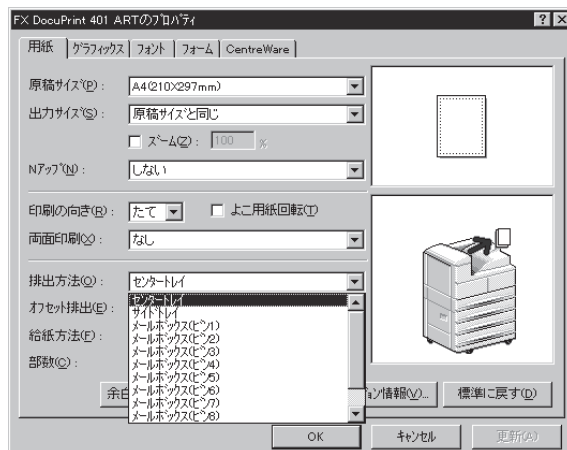 FX DocuPrint 401 ARTのプロパティ
用紙 グラフィックス フォント フォーム CentreWare
原稿サイズ(P): A4(210×297mm)
出力サイズ(S): 原稿サイズと同じ
ズーム(Z): 100 %
Nアップ(N): しない
印刷の向き(R): たて よこ用紙回転(T)
両面印刷(X): なし
排出方法(O): センタートレイ
センタートレイ
オフセット排出(E):
サイドトレイ
メールボックス(ビン1)
給紙方法(F):
メールボックス(ビン2)
メールボックス(ビン3)
部数(C):
メールボックス(ビン4)
メールボックス(ビン5)
メールボックス(ビン6)
メールボックス(ビン7)
メールボックス(ビン8)
余白 ン情報(V)... 標準に戻す(D)
OK キャンセル 更新(A)